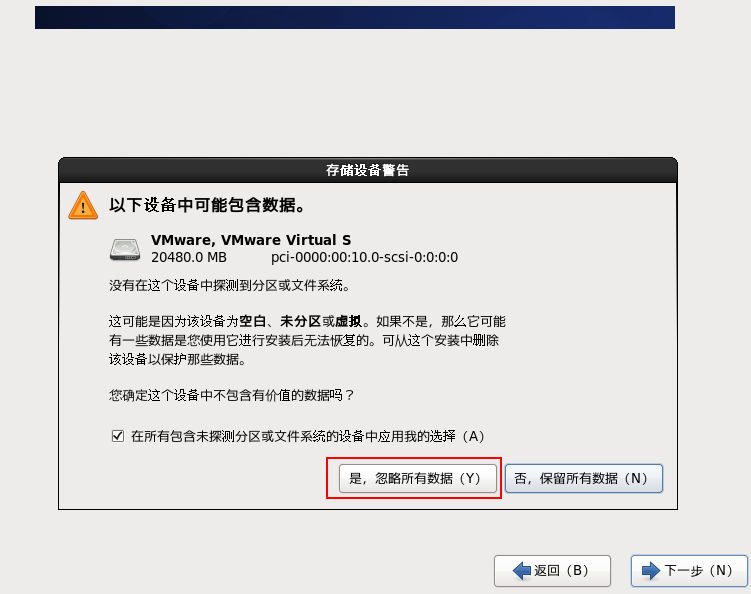 存储设备警告
以下设备中可能包含数据。
VMware, VMware Virtual S
20480.0 MB pci-0000:00:10.0-scsi-0:0:0:0
没有在这个设备中探测到分区或文件系统。
这可能是因为该设备为空白、未分区或虚拟。如果不是，那么它可能
有一些数据是您使用它进行安装后无法恢复的。可从这个安装中删除
该设备以保护那些数据。
您确定这个设备中不包含有价值的数据吗？
在所有包含未探测分区或文件系统的设备中应用我的选择（A）
是，忽略所有数据（Y） 否，保留所有数据（N）
返回（B） 下一步（N）